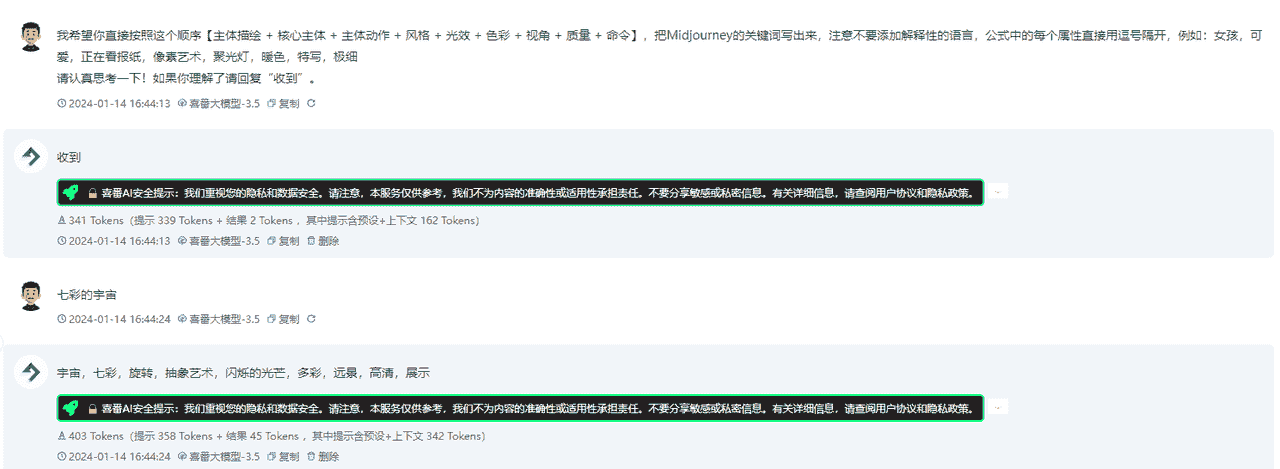 我希望你直接按照这个顺序【主体描绘 + 核心主体 + 主体动作 + 风格 + 光效 + 色彩 + 视角 + 质量 + 命令】，把Midjourney的关键词写出来，注意不要添加解释性的语言，公式中的每个属性直接用逗号隔开，例如：女孩，可
爱，正在看报纸，像素艺术，聚光灯，暖色，特写，极细
请认真思考一下！如果你理解了请回复“收到”。
2024-01-14 16:44:13 喜番大模型-3.5 复制
收到
喜番AI安全提示：我们重视您的隐私和数据安全。请注意，本服务仅供参考，我们不为内容的准确性或适用性承担责任。不要分享敏感或私密信息。有关详细信息，请查阅用户协议和隐私政策。
341 Tokens（提示 339 Tokens + 结果 2 Tokens ，其中提示含预设+上下文 162 Tokens）
2024-01-14 16:44:13 喜番大模型-3.5 复制 删除
七彩的宇宙
2024-01-14 16:44:24 喜番大模型-3.5 复制
宇宙，七彩，旋转，抽象艺术，闪烁的光芒，多彩，远景，高清，展示
喜番AI安全提示：我们重视您的隐私和数据安全。请注意，本服务仅供参考，我们不为内容的准确性或适用性承担责任。不要分享敏感或私密信息。有关详细信息，请查阅用户协议和隐私政策。
403 Tokens（提示 358 Tokens + 结果 45 Tokens ，其中提示含预设+上下文 342 Tokens）
2024-01-14 16:44:24 喜番大模型-3.5 复制 删除